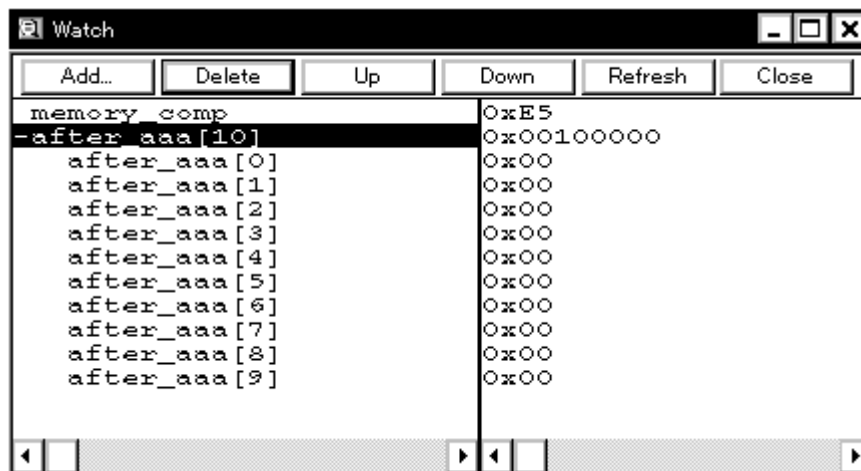 Watch
Add... Delete Up Down Refresh Close
memory_comp 0xE5
-after_aaa[10] 0x00100000
after_aaa[0] 0x00
after_aaa[1] 0x00
after_aaa[2] 0x00
after_aaa[3] 0x00
after_aaa[4] 0x00
after_aaa[5] 0x00
after_aaa[6] 0x00
after_aaa[7] 0x00
after_aaa[8] 0x00
after_aaa[9] 0x00